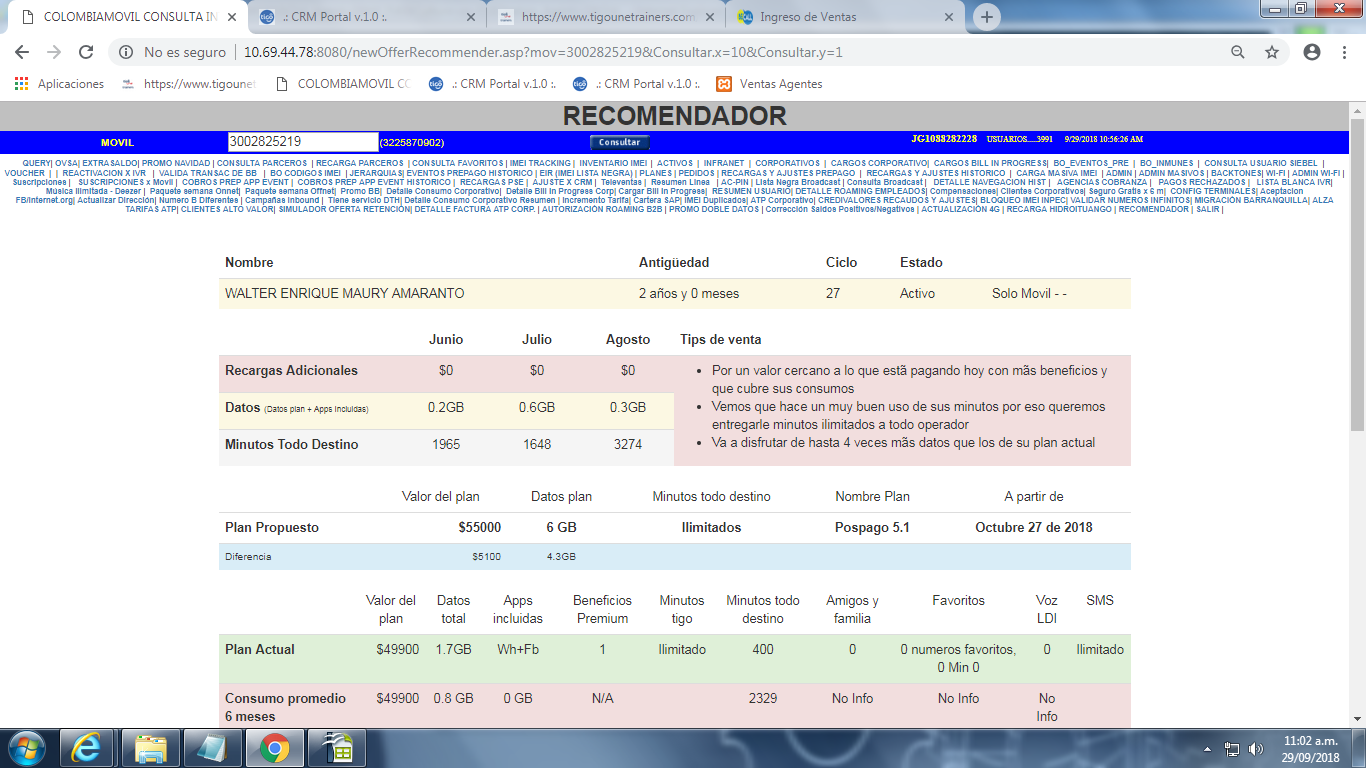 COLOMBIAMOVIL CONSULTA IN
.: CRM Portal v.1.0 :.
https://www.tigounetrainers.com
Ingreso de Ventas
No es seguro | 10.69.44.78:8080/newOfferRecommender.asp?mov=3002825219&Consultar.x=10&Consultar.y=1
Aplicaciones
https://www.tigounet
COLOMBIAMOVIL CO
.: CRM Portal v.1.0 :.
.: CRM Portal v.1.0 :.
Ventas Agentes
RECOMENDADOR
MOVIL 3002825219 (3225870902) Consultar JG1088282228 USUARIOS....3991 9/29/2018 10:56:26 AM
QUERY| OVSA| EXTRASALDO| PROMO NAVIDAD | CONSULTA PARCEROS | RECARGA PARCEROS | CONSULTA FAVORITOS | IMEI TRACKING | INVENTARIO IMEI | ACTIVOS | INFRANET | CORPORATIVOS | CARGOS CORPORATIVO| CARGOS BILL IN PROGRESS| BO_EVENTOS_PRE | BO_INMUNES | CONSULTA USUARIO SIEBEL |
VOUCHER | | REACTIVACION X IVR | VALIDA TRANSAC DE BB | BO CODIGOS IMEI | JERARQUIAS| EVENTOS PREPAGO HISTORICO | EIR (IMEI LISTA NEGRA) | PLANES | PEDIDOS | RECARGAS Y AJUSTES PREPAGO | RECARGAS Y AJUSTES HISTORICO | CARGA MASIVA IMEI | ADMIN | ADMIN MASIVOS | BACKTONES| WI-FI | ADMIN WI-FI |
Suscripciones | SUSCRIPCIONES x Movil | COBROS PREP APP EVENT | COBROS PREP APP EVENT HISTORICO | RECARGAS PSE | AJUSTE X CRM | Televentas | Resumen Linea | AC-PIN | Lista Negra Broadcast | Consulta Broadcast | DETALLE NAVEGACION HIST | AGENCIAS COBRANZA | PAGOS RECHAZADOS | LISTA BLANCA IVR|
Musica Ilimitada - Deezer | Paquete semana Onnet| Paquete semana Offnet| Promo BB| Detalle Consumo Corporativo| Detalle Bill In Progress Corp| Cargar Bill In Progress| RESUMEN USUARIO| DETALLE ROAMING EMPLEADOS| Compensaciones| Clientes Corporativos| Seguro Gratis x 6 m| CONFIG TERMINALES| Aceptacion
FB/Internet.org| Actualizar Dirección| Numero B Diferentes | Campañas Inbound | Tiene servicio DTH| Detalle Consumo Corporativo Resumen | Incremento Tarifa| Cartera SAP| IMEI Duplicados| ATP Corporativo| CREDIVALORES RECAUDOS Y AJUSTES| BLOQUEO IMEI INPEC| VALIDAR NUMEROS INFINITOS| MIGRACIÓN BARRANQUILLA| ALZA
TARIFAS ATP| CLIENTES ALTO VALOR| SIMULADOR OFERTA RETENCIÓN| DETALLE FACTURA ATP CORP. | AUTORIZACIÓN ROAMING B2B | PROMO DOBLE DATOS | Corrección Saldos Positivos/Negativos | ACTUALIZACIÓN 4G | RECARGA HIDROITUANGO | RECOMENDADOR | SALIR |
Nombre Antigüedad Ciclo Estado
WALTER ENRIQUE MAURY AMARANTO 2 años y 0 meses 27 Activo Solo Movil - -
Junio Julio Agosto Tips de venta
Recargas Adicionales $0 $0 $0
Datos (Datos plan + Apps incluidas) 0.2GB 0.6GB 0.3GB
Minutos Todo Destino 1965 1648 3274
• Por un valor cercano a lo que estã pagando hoy con mãs beneficios y
que cubre sus consumos
• Vemos que hace un muy buen uso de sus minutos por eso queremos
entregarle minutos ilimitados a todo operador
• Va a disfrutar de hasta 4 veces mãs datos que los de su plan actual
Valor del plan Datos plan Minutos todo destino Nombre Plan A partir de
Plan Propuesto $55000 6 GB Ilimitados Pospago 5.1 Octubre 27 de 2018
Diferencia $5100 4.3GB
Valor del Datos Apps Beneficios Minutos Minutos todo Amigos y Favoritos Voz SMS
plan total incluidas Premium tigo destino familia LDI
Plan Actual $49900 1.7GB Wh+Fb 1 Ilimitado 400 0 0 numeros favoritos, 0 Ilimitado
0 Min 0
Consumo promedio $49900 0.8 GB 0 GB N/A 2329 No Info No Info No
6 meses Info
11:02 a.m.
29/09/2018